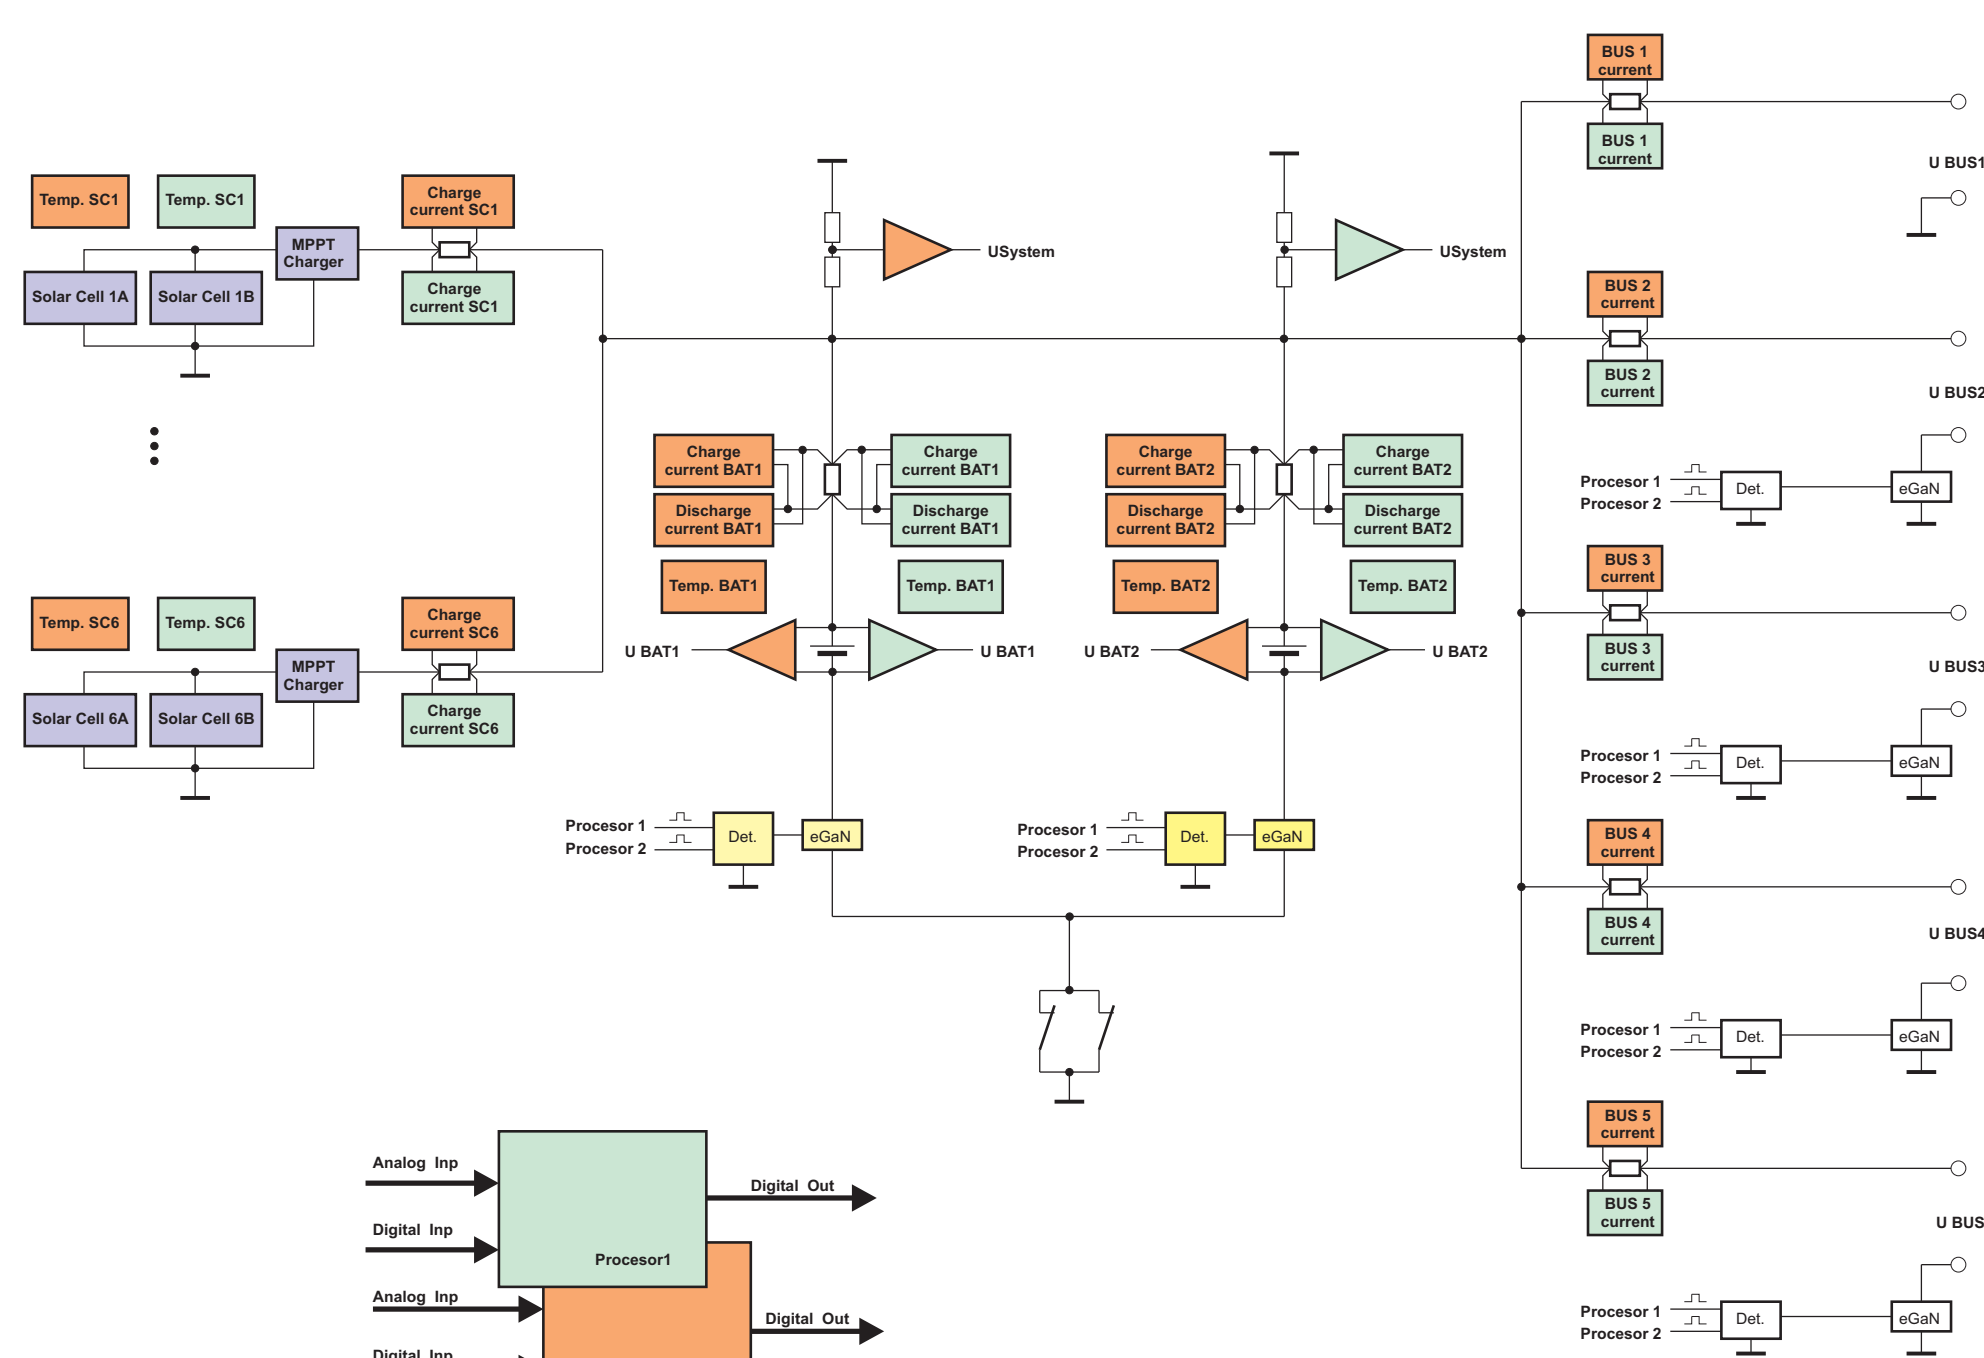 BUS 1
current
BUS 1
current
U BUS1
Temp. SC1
Temp. SC1
Charge
current SC1
MPPT
Charger
Solar Cell 1A
Solar Cell 1B
Charge
current SC1
USystem
USystem
BUS 2
current
BUS 2
current
U BUS2
Charge
current BAT1
Charge
current BAT1
Discharge
current BAT1
Discharge
current BAT1
Temp. BAT1
Temp. BAT1
U BAT1
U BAT1
Charge
current BAT2
Charge
current BAT2
Discharge
current BAT2
Discharge
current BAT2
Temp. BAT2
Temp. BAT2
U BAT2
U BAT2
Procesor 1
Procesor 2
Det.
eGaN
BUS 3
current
BUS 3
current
U BUS3
Temp. SC6
Temp. SC6
Charge
current SC6
MPPT
Charger
Solar Cell 6A
Solar Cell 6B
Charge
current SC6
Procesor 1
Procesor 2
Det.
eGaN
Procesor 1
Procesor 2
Det.
eGaN
Procesor 1
Procesor 2
Det.
eGaN
BUS 4
current
BUS 4
current
U BUS4
Procesor 1
Procesor 2
Det.
eGaN
BUS 5
current
BUS 5
current
U BUS
Procesor 1
Procesor 2
Det.
eGaN
Analog Inp
Digital Inp
Procesor1
Digital Out
Analog Inp
Digital Out
Digital Inp